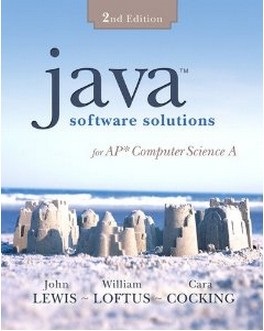 2nd Edition
java™
software solutions
for AP* Computer Science A
John William Cara
LEWIS ~ LOFTUS ~ COCKING